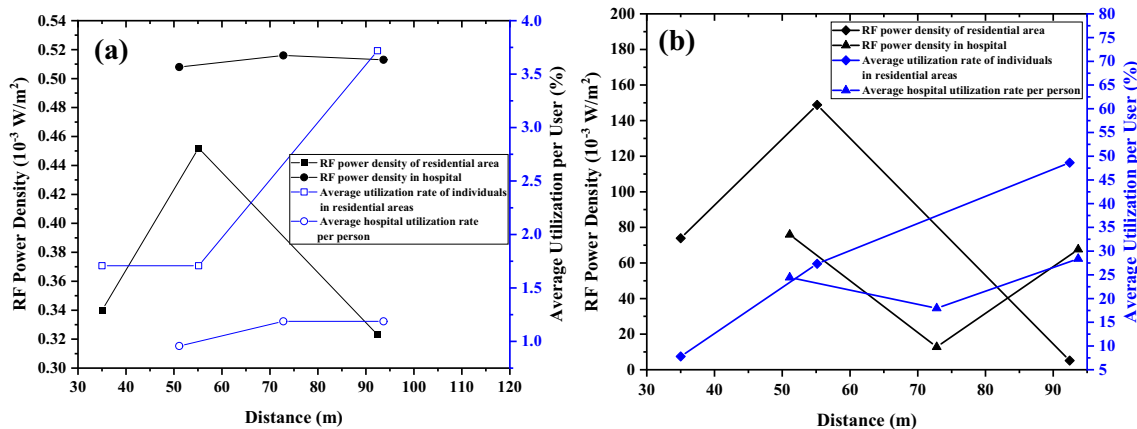 (a)
RF Power Density (10⁻³ W/m²)
0.54
0.52
0.50
0.48
0.46
0.44
0.42
0.40
0.38
0.36
0.34
0.32
0.30
30 40 50 60 70 80 90 100 110 120
Distance (m)
4.0
3.5
3.0
2.5
2.0
1.5
1.0
Average Utilization per User (%)
RF power density of residential area
RF power density in hospital
Average utilization rate of individuals
in residential areas
Average hospital utilization rate
per person
(b)
RF Power Density (10⁻³ W/m²)
200
180
160
140
120
100
80
60
40
20
0
30 40 50 60 70 80 90
Distance (m)
80
75
70
65
60
55
50
45
40
35
30
25
20
15
10
5
Average Utilization per User (%)
RF power density of residential area
RF power density in hospital
Average utilization rate of individuals
in residential areas
Average hospital utilization rate per person